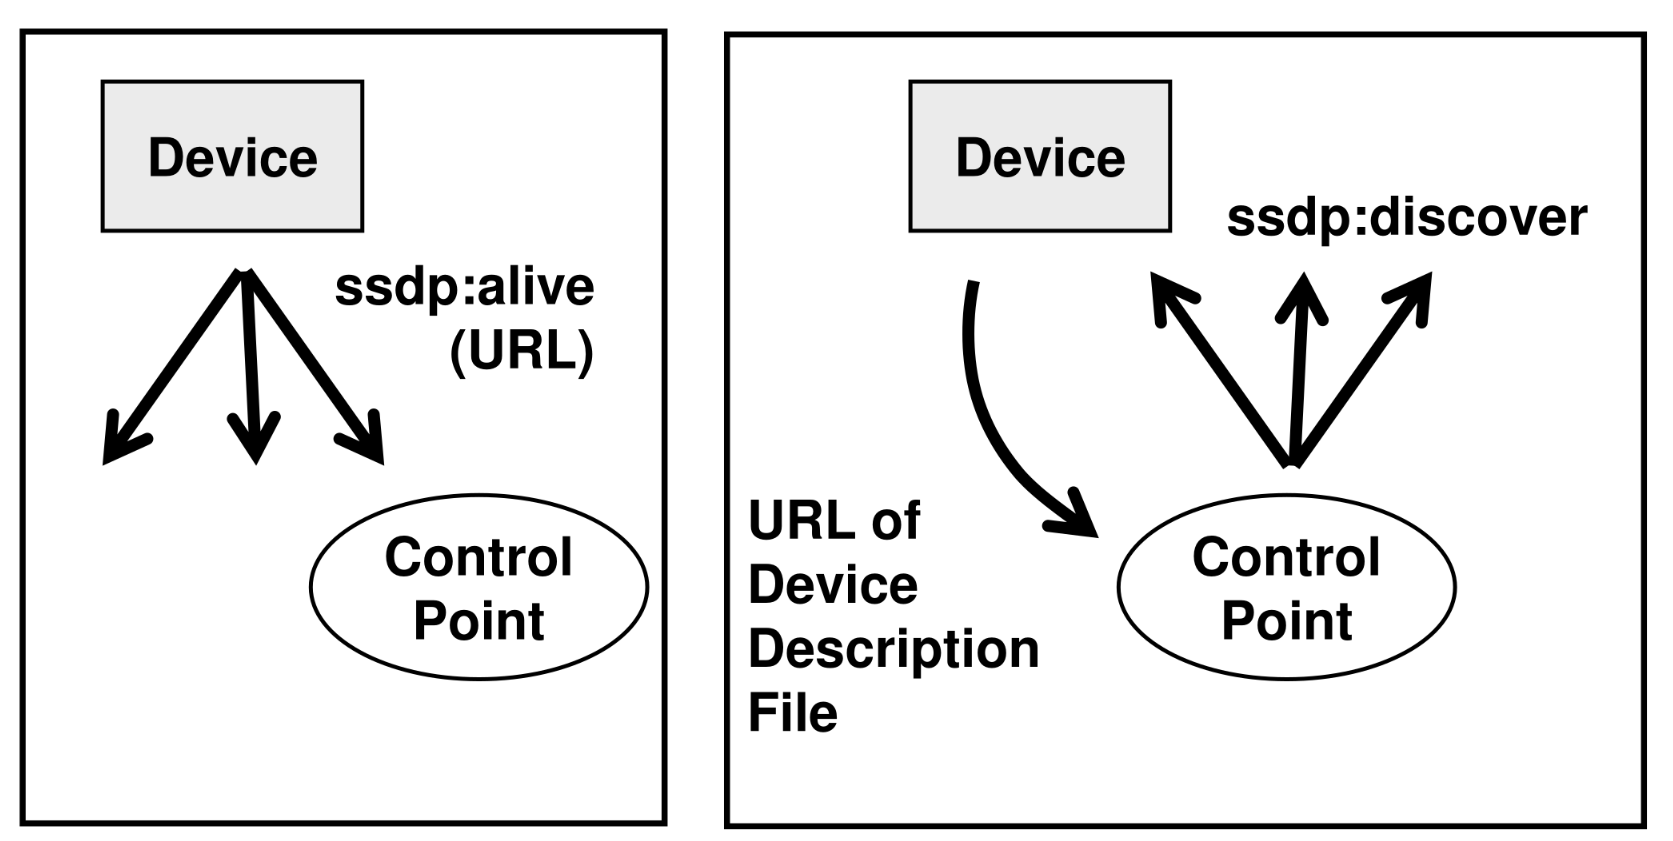 Device
ssdp:alive
(URL)
Control
Point
Device
ssdp:discover
URL of
Device
Description
File
Control
Point